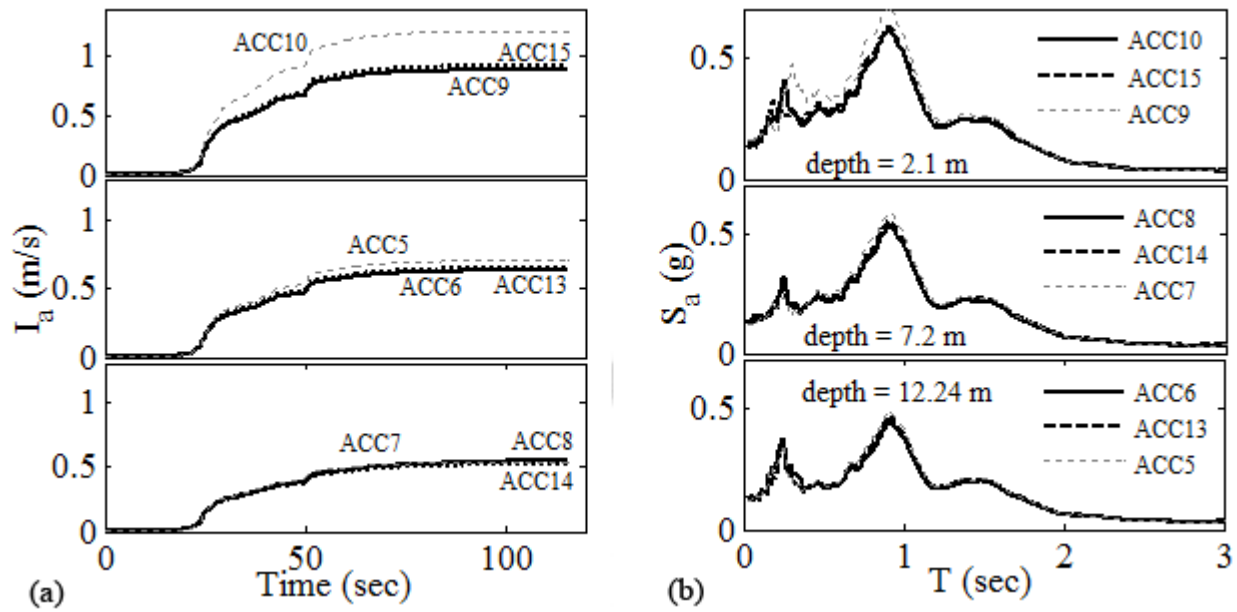 1
0.5
0
ACC10
ACC15
ACC9
1
0.5
0
ACC5
ACC6
ACC13
1
0.5
0
ACC7
ACC8
ACC14
0
50
100
I_a (m/s)
Time (sec)
(a)
0.5
0
ACC10
ACC15
ACC9
depth = 2.1 m
0.5
0
ACC8
ACC14
ACC7
depth = 7.2 m
0.5
0
depth = 12.24 m
ACC6
ACC13
ACC5
0
1
2
3
S_a (g)
T (sec)
(b)